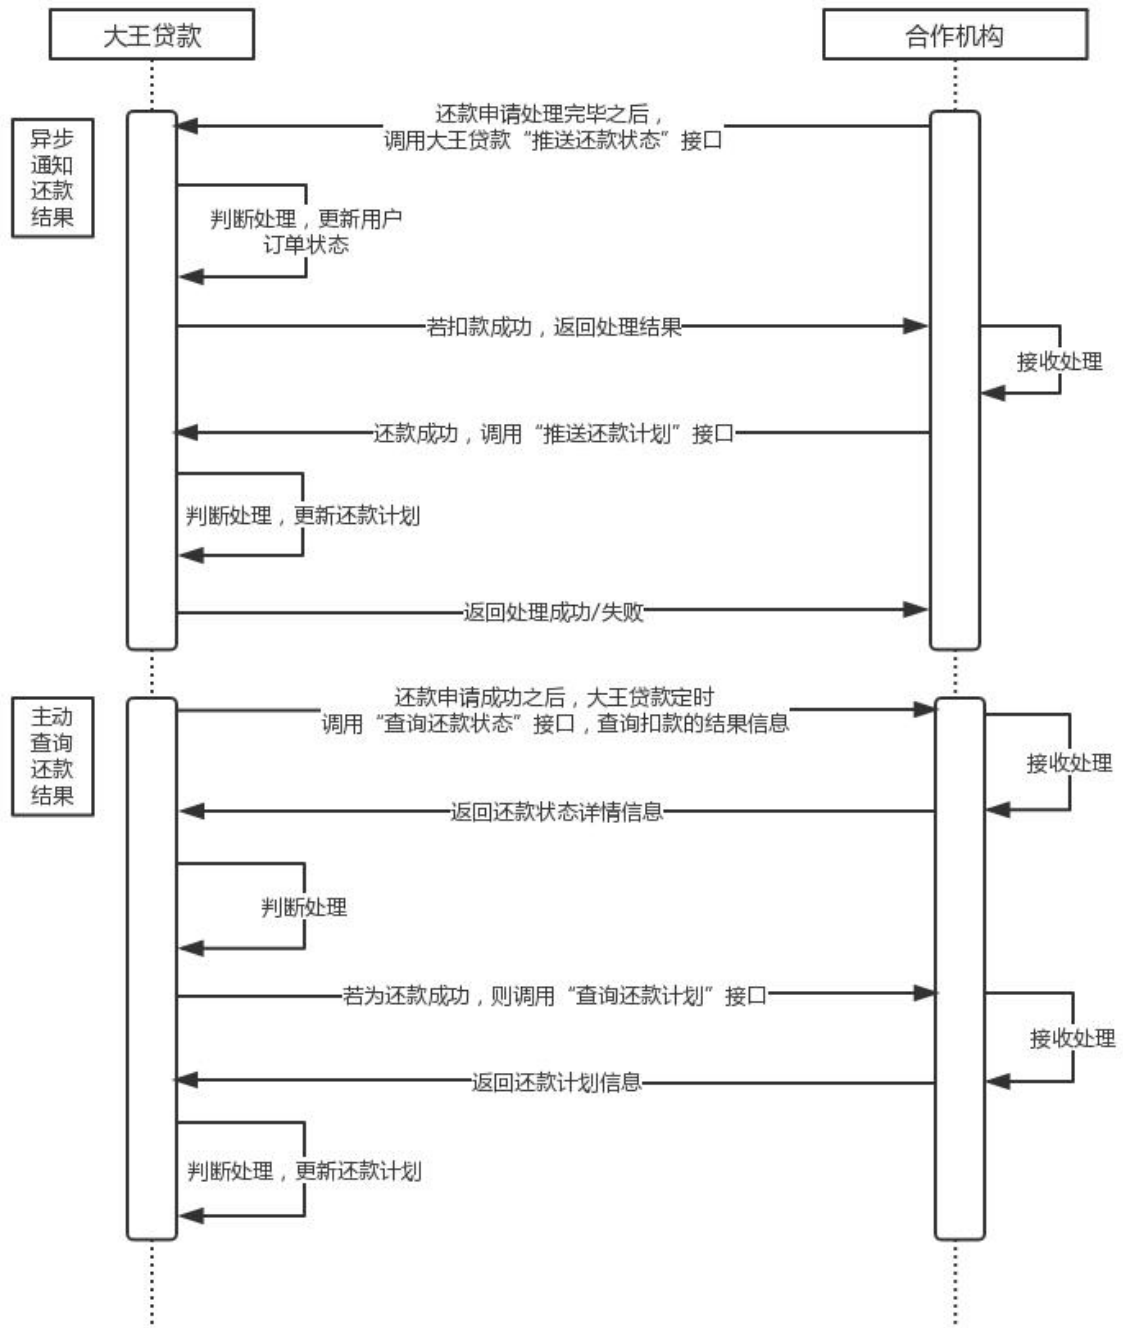 大王贷款
合作机构
异步
通知
还款
结果
还款申请处理完毕之后，
调用大王贷款“推送还款状态”接口
判断处理，更新用户
订单状态
若扣款成功，返回处理结果
接收处理
还款成功，调用“推送还款计划”接口
判断处理，更新还款计划
返回处理成功/失败
主动
查询
还款
结果
还款申请成功之后，大王贷款定时
调用“查询还款状态”接口，查询扣款的结果信息
接收处理
返回还款状态详情信息
判断处理
若为还款成功，则调用“查询还款计划”接口
接收处理
返回还款计划信息
判断处理，更新还款计划